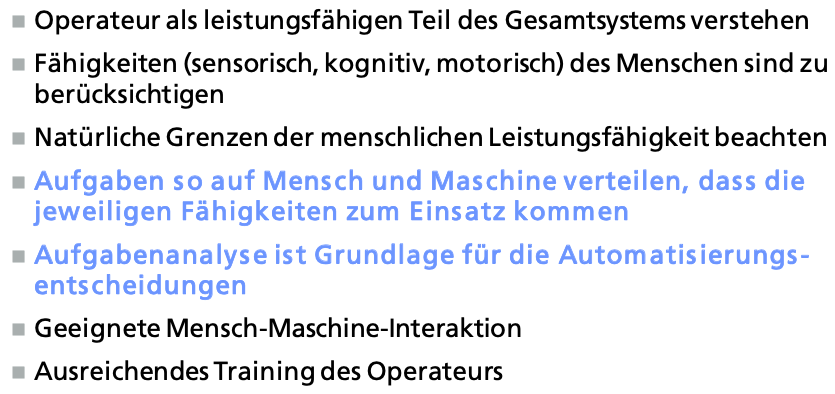 Operateur als leistungsfähigen Teil des Gesamtsystems verstehen
Fähigkeiten (sensorisch, kognitiv, motorisch) des Menschen sind zu
berücksichtigen
Natürliche Grenzen der menschlichen Leistungsfähigkeit beachten
Aufgaben so auf Mensch und Maschine verteilen, dass die
jeweiligen Fähigkeiten zum Einsatz kommen
Aufgabenanalyse ist Grundlage für die Automatisierungs-
entscheidungen
Geeignete Mensch-Maschine-Interaktion
Ausreichendes Training des Operateurs